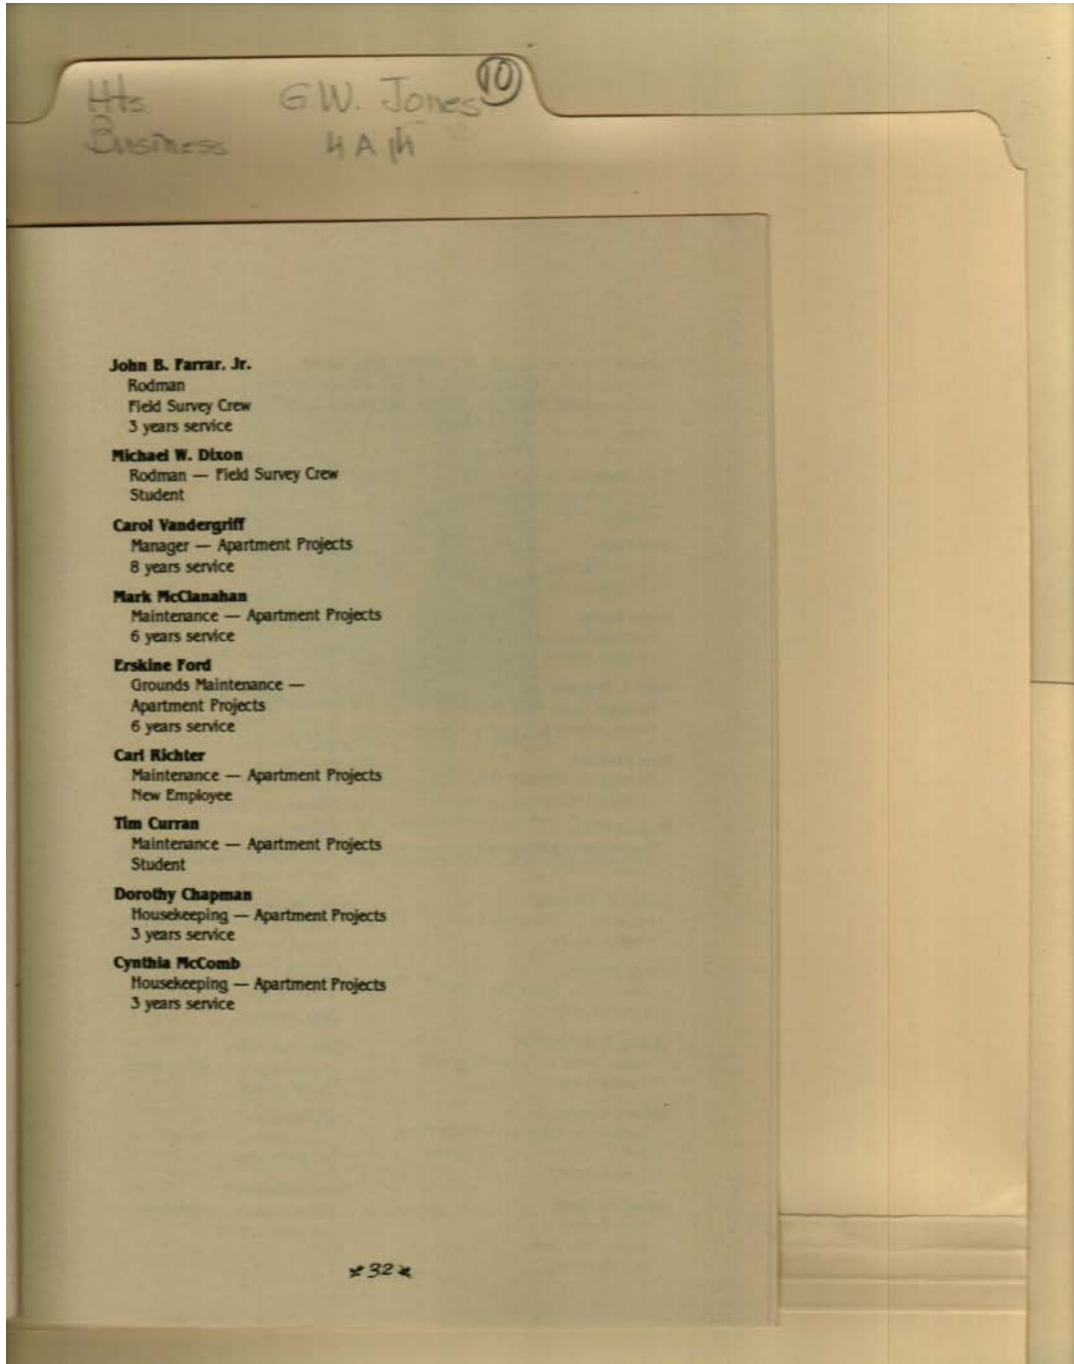 Hts. G.W. Jones 10
Business 4 A 14
John B. Farrar, Jr.
Rodman
Field Survey Crew
3 years service
Michael W. Dixon
Rodman — Field Survey Crew
Student
Carol Vandergriff
Manager — Apartment Projects
8 years service
Mark McClanahan
Maintenance — Apartment Projects
6 years service
Erskine Ford
Grounds Maintenance —
Apartment Projects
6 years service
Carl Richter
Maintenance — Apartment Projects
New Employee
Tim Curran
Maintenance — Apartment Projects
Student
Dorothy Chapman
Housekeeping — Apartment Projects
3 years service
Cynthia McComb
Housekeeping — Apartment Projects
3 years service
32